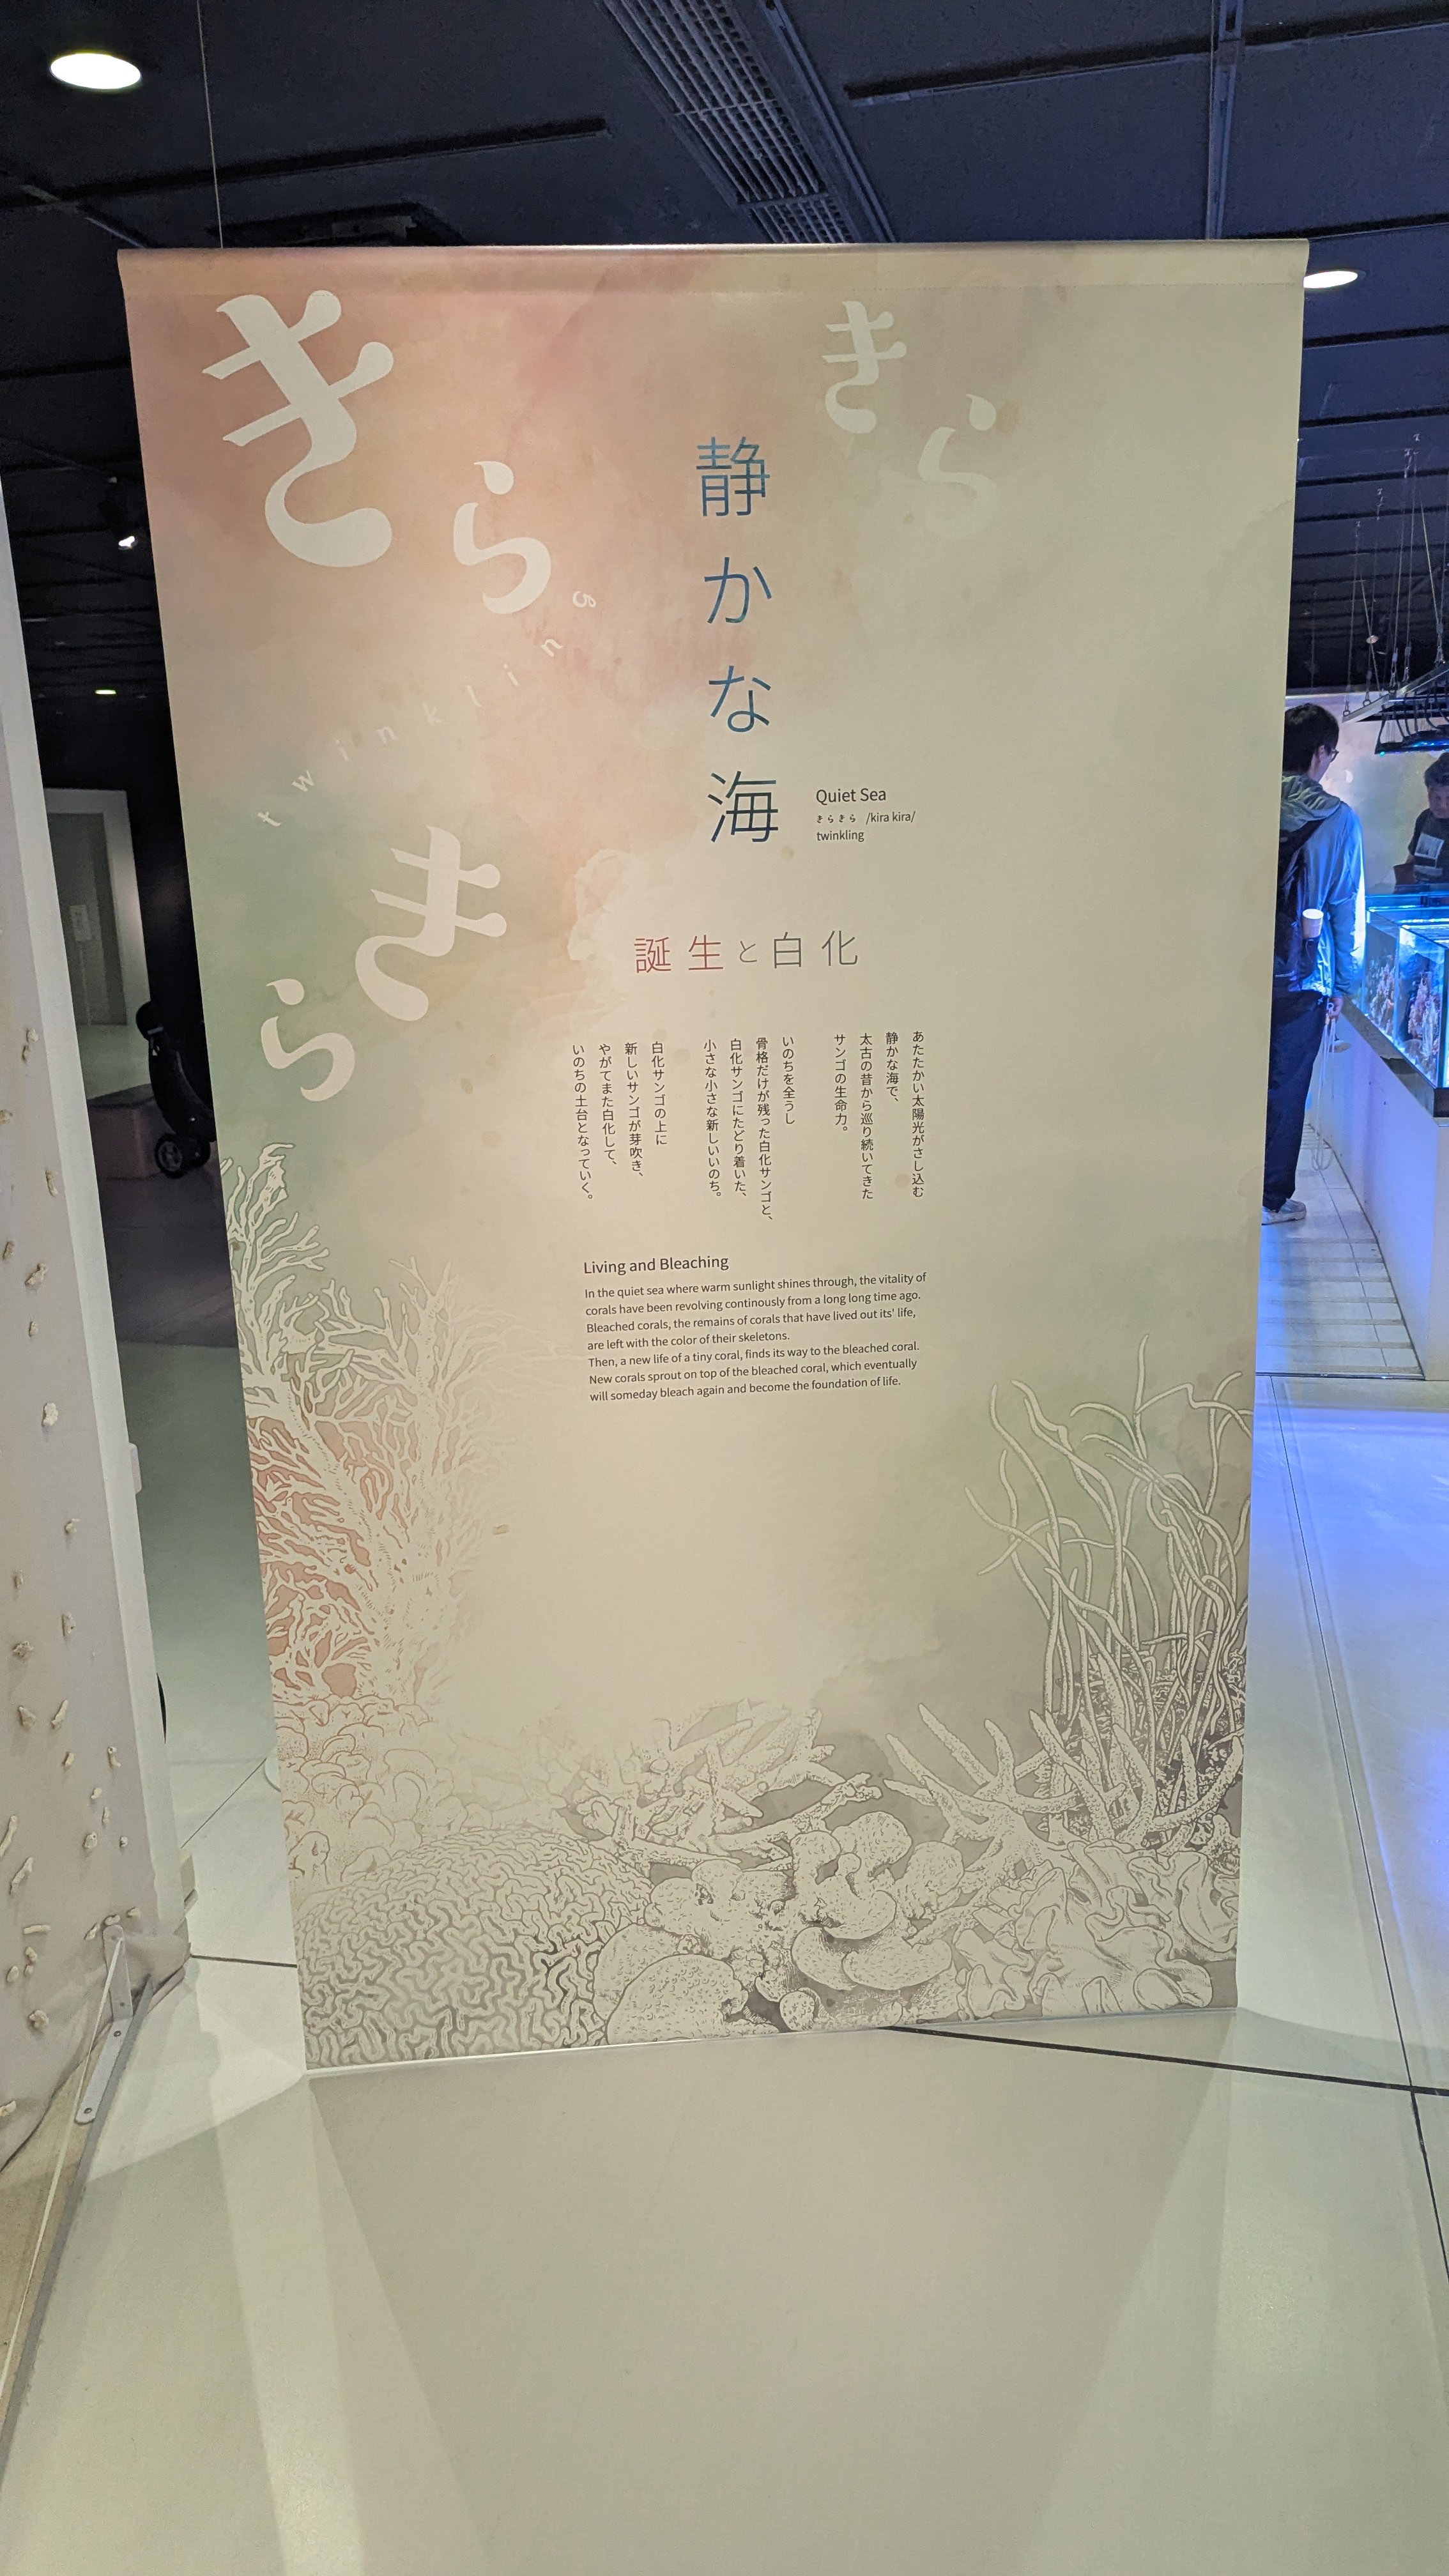 きら
きら
twinkling
きら
静かな海
Quiet Sea
きらきら /kira kira/
twinkling
誕生と白化
あたたかい太陽光がさし込む
静かな海で、
太古の昔から巡り続いてきた
サンゴの生命力。
いのちを全うし
骨格だけが残った白化サンゴと、
白化サンゴにたどり着いた、
小さな小さな新しいいのち。
白化サンゴの上に
新しいサンゴが芽吹き、
やがてまた白化して、
いのちの土台となっていく。
Living and Bleaching
In the quiet sea where warm sunlight shines through, the vitality of
corals have been revolving continously from a long long time ago.
Bleached corals, the remains of corals that have lived out its' life,
are left with the color of their skeletons.
Then, a new life of a tiny coral, finds its way to the bleached coral.
New corals sprout on top of the bleached coral, which eventually
will someday bleach again and become the foundation of life.